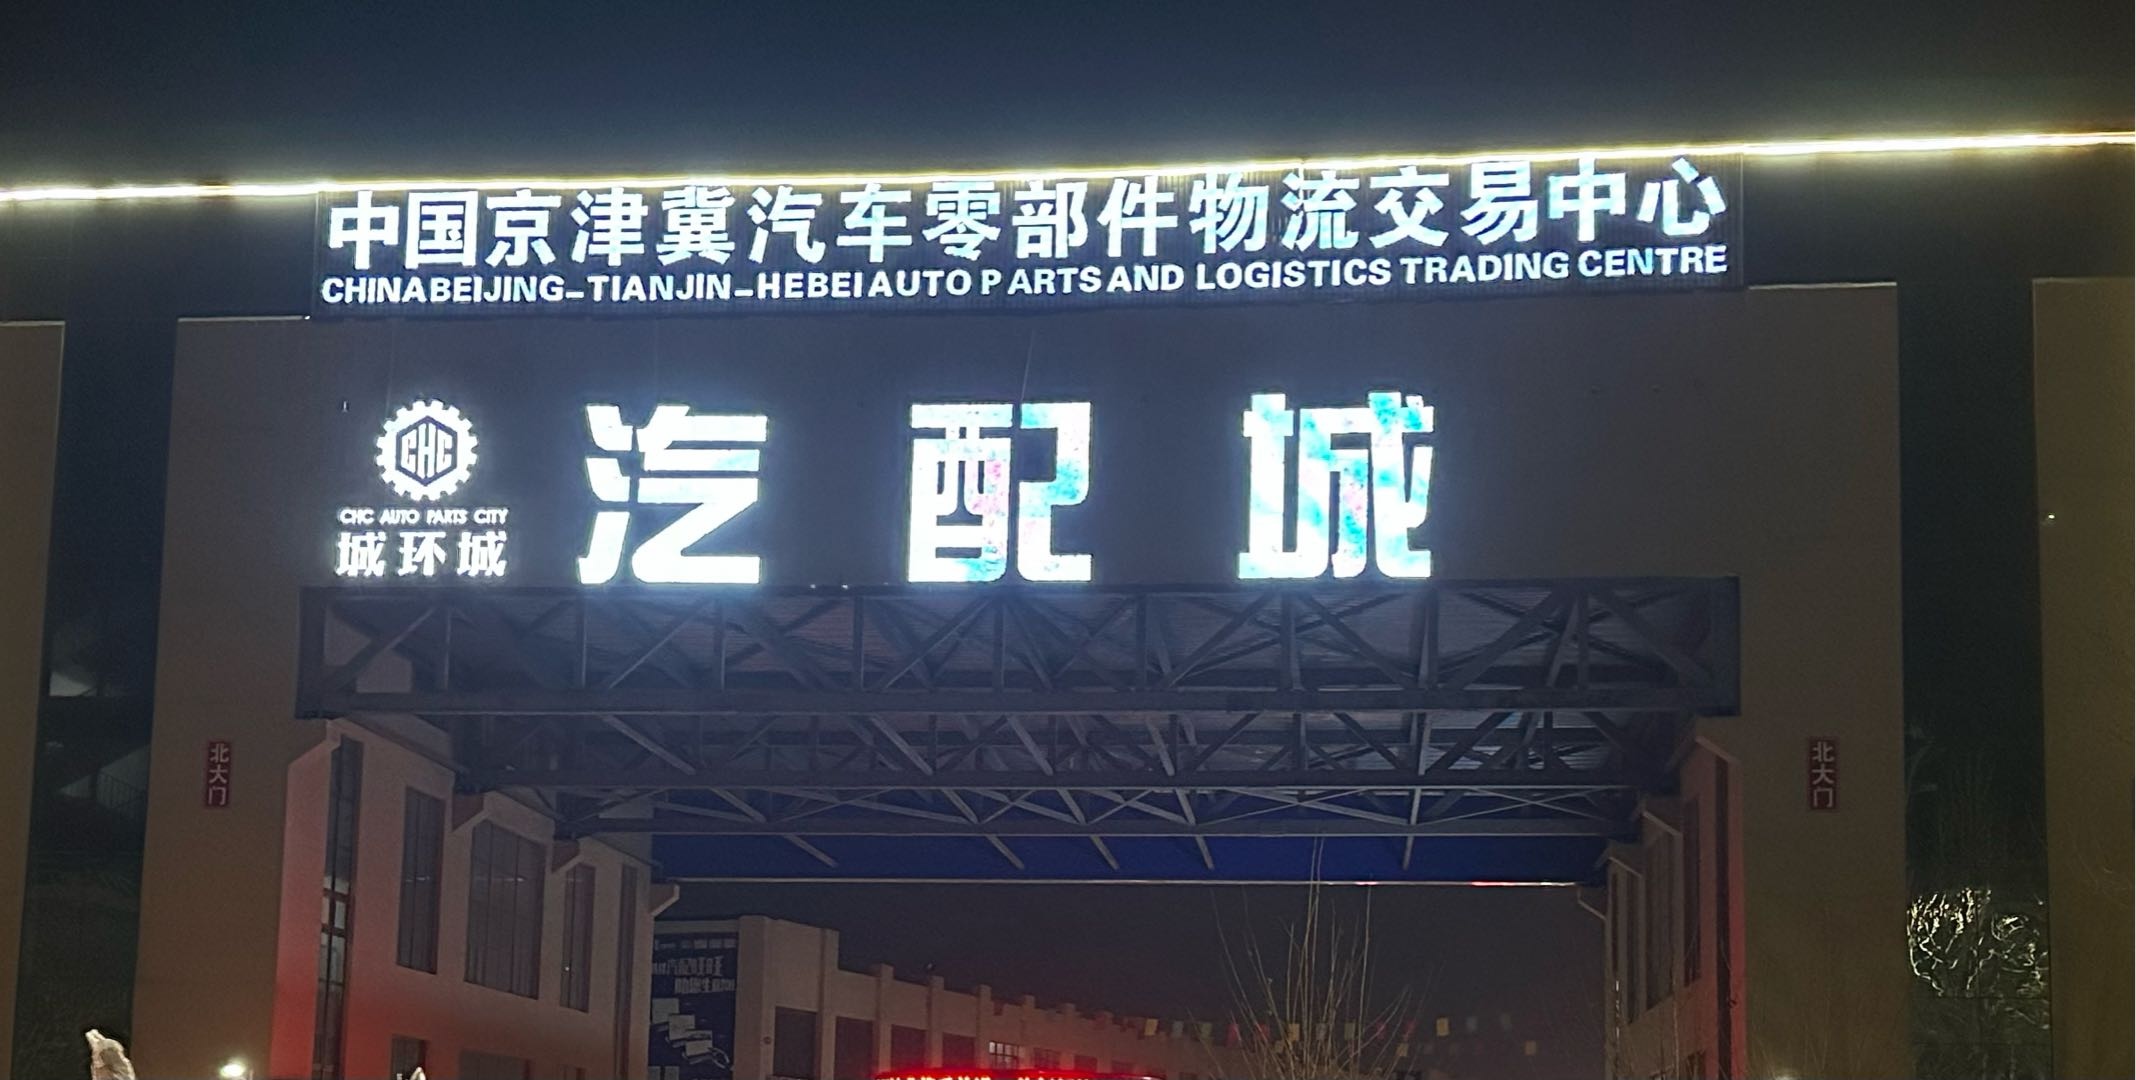 中国京津冀汽车零部件物流交易中心
CHINABEIJING-TIANJIN-HEBEI AUTO PARTS AND LOGISTICS TRADING CENTRE
CHC
CHC AUTO PARTS CITY
城环城
汽配城
北大门
北大门